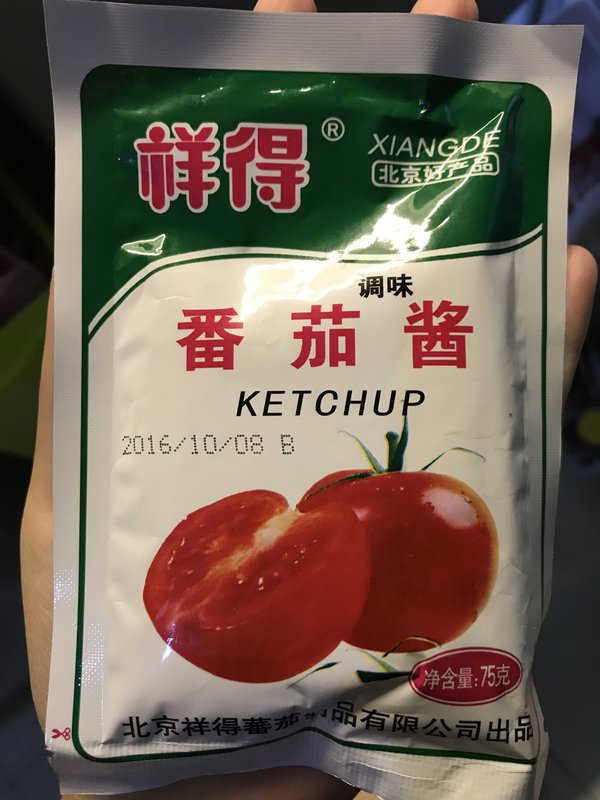 祥得®
XIANGDE
北京好产品
调味
番茄酱
KETCHUP
2016/10/08 B
净含量:75克
北京祥得蕃茄制品有限公司出品